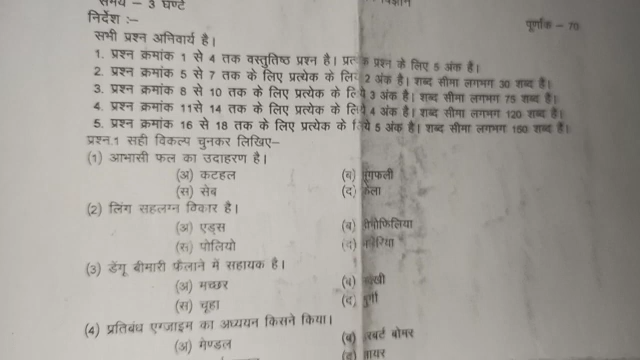 समय – 3 घण्टे
निर्देश :–
पूर्णांक – 70
सभी प्रश्न अनिवार्य है।
1. प्रश्न क्रमांक 1 से 4 तक वस्तुतिष्ठ प्रश्न है। प्रत्येक प्रश्न के लिए 5 अंक है।
2. प्रश्न क्रमांक 5 से 7 तक के लिए प्रत्येक के लिये 2 अंक है। शब्द सीमा लगभग 30 शब्द है।
3. प्रश्न क्रमांक 8 से 10 तक के लिए प्रत्येक के लिये 3 अंक है। शब्द सीमा लगभग 75 शब्द है।
4. प्रश्न क्रमांक 11से 14 तक के लिए प्रत्येक के लिये 4 अंक है। शब्द सीमा लगभग 120 शब्द है।
5. प्रश्न क्रमांक 16 से 18 तक के लिए प्रत्येक के लिये 5 अंक है। शब्द सीमा लगभग 150 शब्द है।
प्रश्न.1 सही विकल्प चुनकर लिखिए–
(1) आभासी फल का उदाहरण है।
(अ) कटहल (ब) मूंगफली
(स) सेब (द) केला
(2) लिंग सहलग्न विकार है।
(अ) एड्स (ब) हीमोफिलिया
(स) पोलियो (द)
(3) डेंगू बीमारी फैलाने में सहायक है।
(अ) मच्छर (ब) मक्खी
(स) चूहा (द) मुर्गी
(4) प्रतिबंध एन्जाइम का अध्ययन किसने किया।
(अ) मेण्डल (ब) हरबर्ट बोयर
(द)